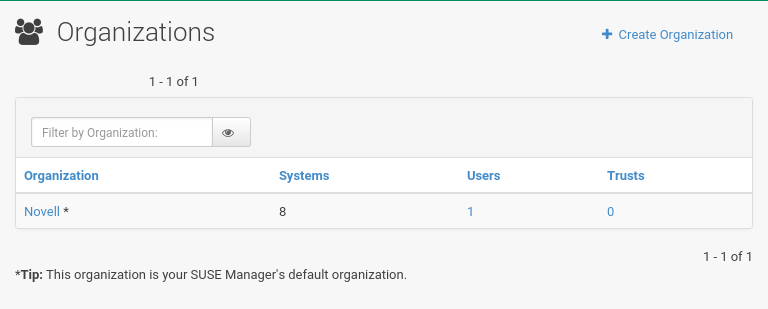 Organizations
Create Organization
1 - 1 of 1
Filter by Organization:
Organization Systems Users Trusts
Novell * 8 1 0
1 - 1 of 1
*Tip: This organization is your SUSE Manager's default organization.